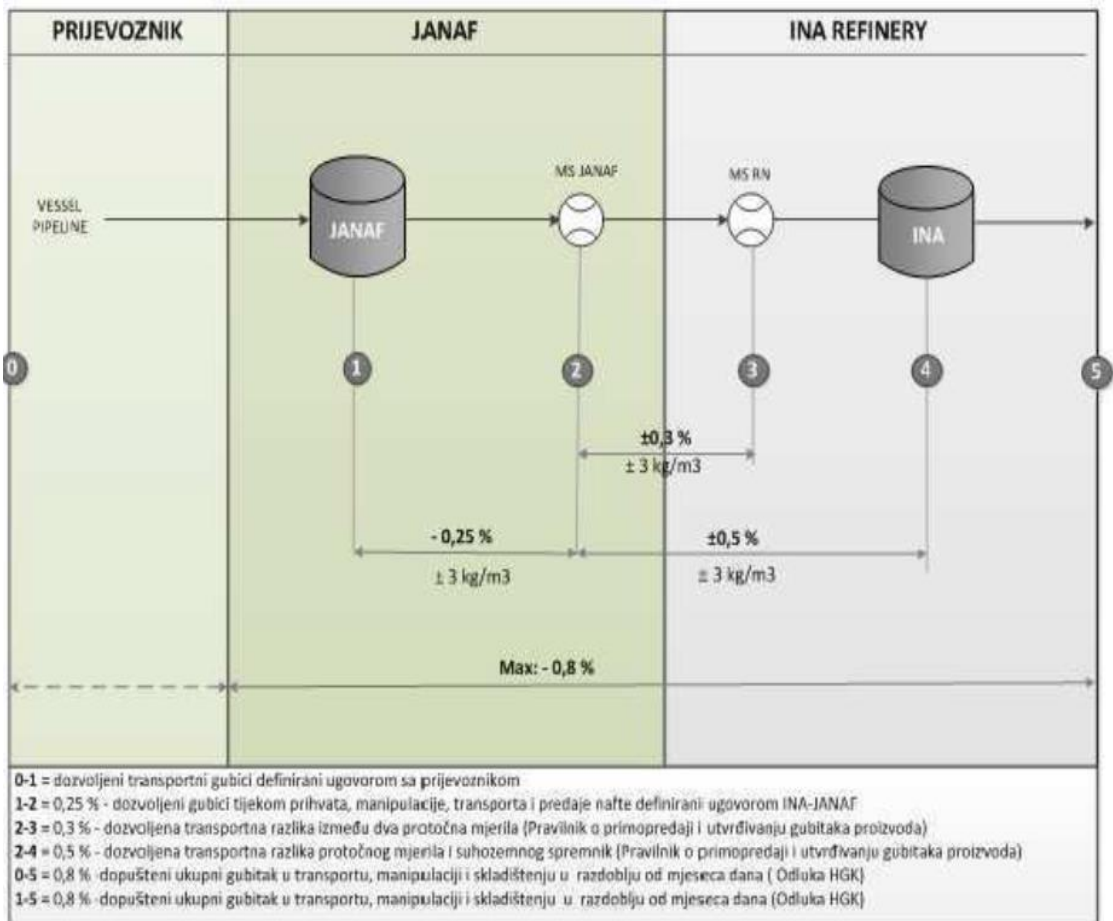 PRIJEVOZNIK
JANAF
INA REFINERY
VESSEL
PIPELINE
JANAF
MS JANAF
MS RN
INA
0
1
2
3
4
5
±0,3 %
± 3 kg/m3
- 0,25 %
± 3 kg/m3
±0,5 %
± 3 kg/m3
Max: - 0,8 %
0-1 = dozvoljeni transportni gubici definirani ugovorom sa prijevoznikom
1-2 = 0,25 % - dozvoljeni gubici tijekom prihvata, manipulacije, transporta i predaje nafte definirani ugovorom INA-JANAF
2-3 = 0,3 % - dozvoljena transportna razlika između dva protočna mjerila (Pravilnik o primopredaji i utvrđivanju gubitaka proizvoda)
2-4 = 0,5 % - dozvoljena transportna razlika protočnog mjerila i suhozemnog spremnik (Pravilnik o primopredaji i utvrđivanju gubitaka proizvoda)
0-5 = 0,8 % -dopušteni ukupni gubitak u transportu, manipulaciji i skladištenju u razdoblju od mjeseca dana ( Odluka HGK)
1-5 = 0,8 % -dopušteni ukupni gubitak u transportu, manipulaciji i skladištenju u razdoblju od mjeseca dana (Odluka HGK)